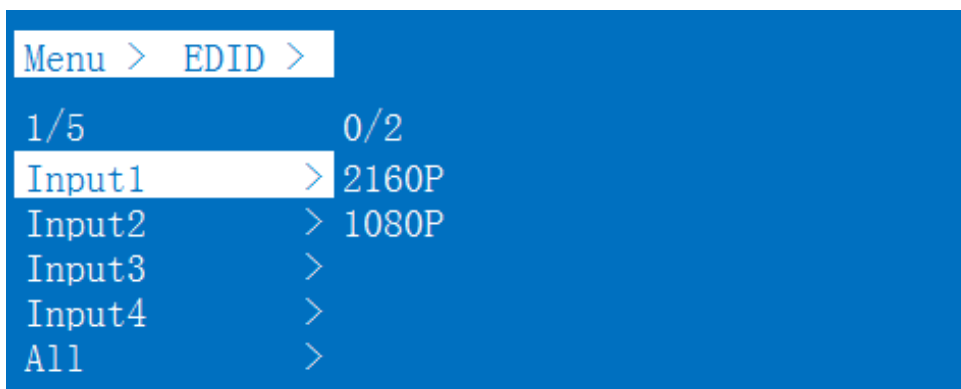 Menu > EDID >
1/5 0/2
Input1 > 2160P
Input2 > 1080P
Input3 >
Input4 >
All >